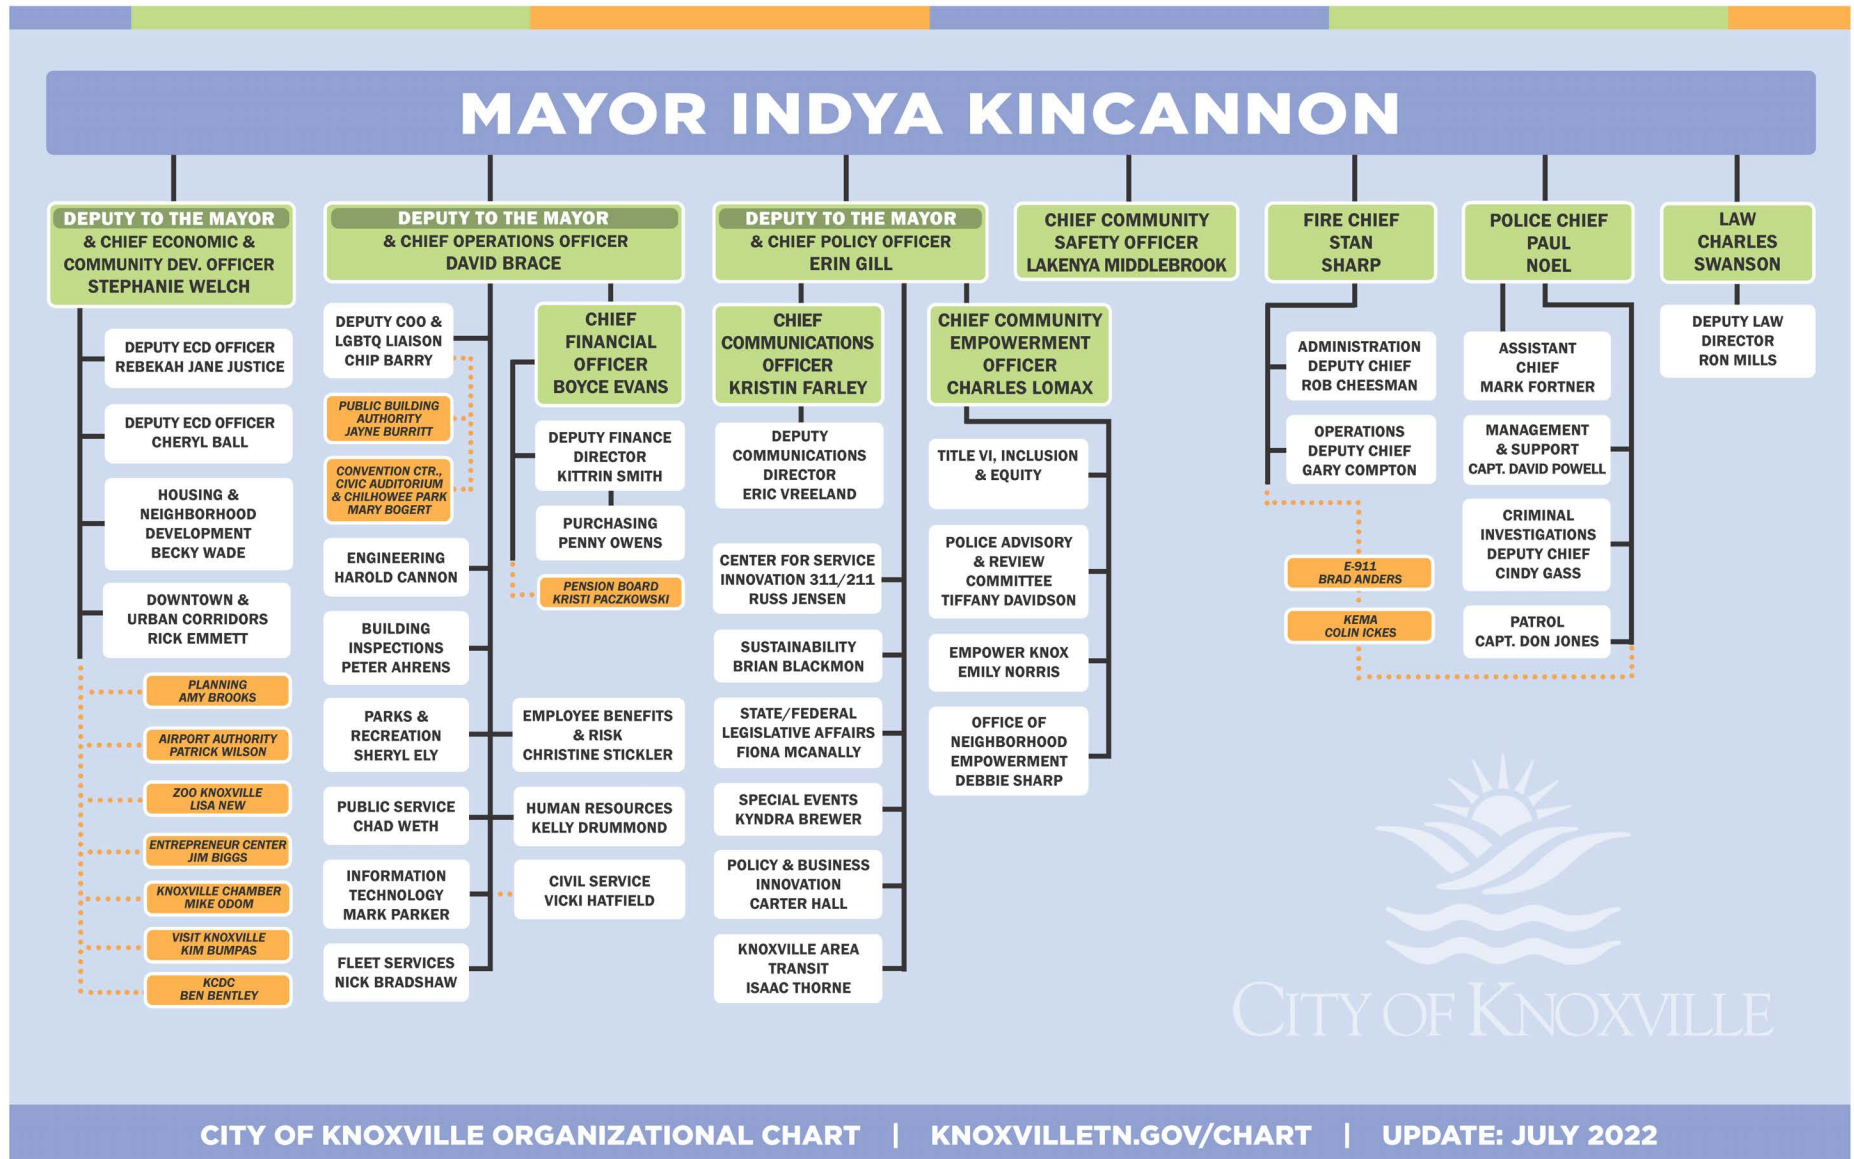 MAYOR INDYA KINCANNON
DEPUTY TO THE MAYOR
& CHIEF ECONOMIC &
COMMUNITY DEV. OFFICER
STEPHANIE WELCH
DEPUTY ECD OFFICER
REBEKAH JANE JUSTICE
DEPUTY ECD OFFICER
CHERYL BALL
HOUSING &
NEIGHBORHOOD
DEVELOPMENT
BECKY WADE
DOWNTOWN &
URBAN CORRIDORS
RICK EMMETT
PLANNING
AMY BROOKS
AIRPORT AUTHORITY
PATRICK WILSON
ZOO KNOXVILLE
LISA NEW
ENTREPRENEUR CENTER
JIM BIGGS
KNOXVILLE CHAMBER
MIKE ODOM
VISIT KNOXVILLE
KIM BUMPAS
KCDC
BEN BENTLEY
DEPUTY TO THE MAYOR
& CHIEF OPERATIONS OFFICER
DAVID BRACE
DEPUTY COO &
LGBTQ LIAISON
CHIP BARRY
PUBLIC BUILDING
AUTHORITY
JAYNE BURRITT
CONVENTION CTR.,
CIVIC AUDITORIUM
& CHILHOWEE PARK
MARY BOGERT
ENGINEERING
HAROLD CANNON
BUILDING
INSPECTIONS
PETER AHRENS
PARKS &
RECREATION
SHERYL ELY
PUBLIC SERVICE
CHAD WETH
INFORMATION
TECHNOLOGY
MARK PARKER
FLEET SERVICES
NICK BRADSHAW
CHIEF
FINANCIAL
OFFICER
BOYCE EVANS
DEPUTY FINANCE
DIRECTOR
KITTRIN SMITH
PURCHASING
PENNY OWENS
PENSION BOARD
KRISTI PACZKOWSKI
EMPLOYEE BENEFITS
& RISK
CHRISTINE STICKLER
HUMAN RESOURCES
KELLY DRUMMOND
CIVIL SERVICE
VICKI HATFIELD
DEPUTY TO THE MAYOR
& CHIEF POLICY OFFICER
ERIN GILL
CHIEF
COMMUNICATIONS
OFFICER
KRISTIN FARLEY
DEPUTY
COMMUNICATIONS
DIRECTOR
ERIC VREELAND
CENTER FOR SERVICE
INNOVATION 311/211
RUSS JENSEN
SUSTAINABILITY
BRIAN BLACKMON
STATE/FEDERAL
LEGISLATIVE AFFAIRS
FIONA MCANALLY
SPECIAL EVENTS
KYNDRA BREWER
POLICY & BUSINESS
INNOVATION
CARTER HALL
KNOXVILLE AREA
TRANSIT
ISAAC THORNE
CHIEF COMMUNITY
EMPOWERMENT
OFFICER
CHARLES LOMAX
TITLE VI, INCLUSION
& EQUITY
POLICE ADVISORY
& REVIEW
COMMITTEE
TIFFANY DAVIDSON
EMPOWER KNOX
EMILY NORRIS
OFFICE OF
NEIGHBORHOOD
EMPOWERMENT
DEBBIE SHARP
CHIEF COMMUNITY
SAFETY OFFICER
LAKENYA MIDDLEBROOK
FIRE CHIEF
STAN
SHARP
ADMINISTRATION
DEPUTY CHIEF
ROB CHEESMAN
OPERATIONS
DEPUTY CHIEF
GARY COMPTON
E-911
BRAD ANDERS
KEMA
COLIN ICKES
POLICE CHIEF
PAUL
NOEL
ASSISTANT
CHIEF
MARK FORTNER
MANAGEMENT
& SUPPORT
CAPT. DAVID POWELL
CRIMINAL
INVESTIGATIONS
DEPUTY CHIEF
CINDY GASS
PATROL
CAPT. DON JONES
LAW
CHARLES
SWANSON
DEPUTY LAW
DIRECTOR
RON MILLS
CITY OF KNOXVILLE
CITY OF KNOXVILLE ORGANIZATIONAL CHART | KNOXVILLETN.GOV/CHART | UPDATE: JULY 2022